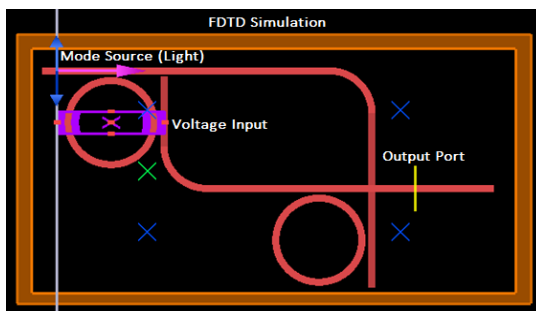 FDTD Simulation
Mode Source (Light)
Voltage Input
Output Port